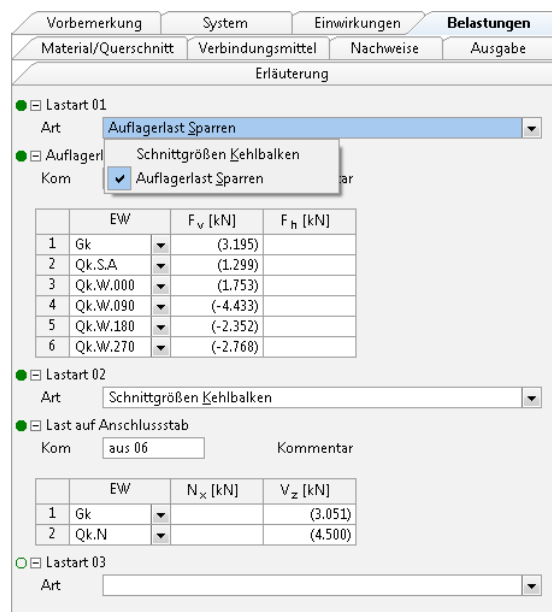 Vorbemerkung System Einwirkungen Belastungen
Material/Querschnitt Verbindungsmittel Nachweise Ausgabe
Erläuterung
Lastart 01
Art Auflagerlast Sparren
Schnittgrößen Kehlbalken
Auflagerl
Kom Auflagerlast Sparren tar
EW F v [kN] F h [kN]
1 Gk (3.195)
2 Qk.S.A (1.299)
3 Qk.W.000 (1.753)
4 Qk.W.090 (-4.433)
5 Qk.W.180 (-2.352)
6 Qk.W.270 (-2.768)
Lastart 02
Art Schnittgrößen Kehlbalken
Last auf Anschlussstab
Kom aus 06 Kommentar
EW N x [kN] V z [kN]
1 Gk (3.051)
2 Qk.N (4.500)
Lastart 03
Art